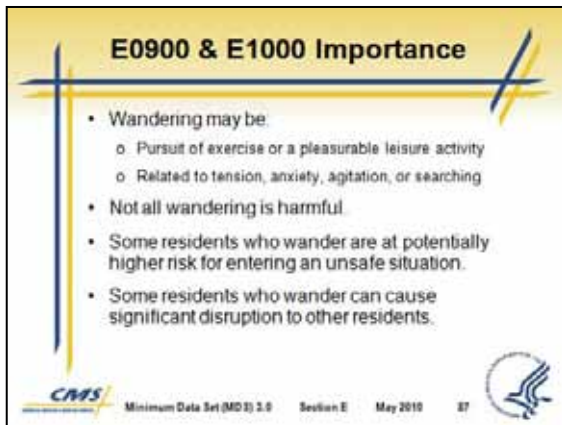 E0900 & E1000 Importance
• Wandering may be:
o Pursuit of exercise or a pleasurable leisure activity
o Related to tension, anxiety, agitation, or searching
• Not all wandering is harmful.
• Some residents who wander are at potentially
higher risk for entering an unsafe situation.
• Some residents who wander can cause
significant disruption to other residents.
CMS
Minimum Data Set (MDS) 3.0 Section E May 2010 87